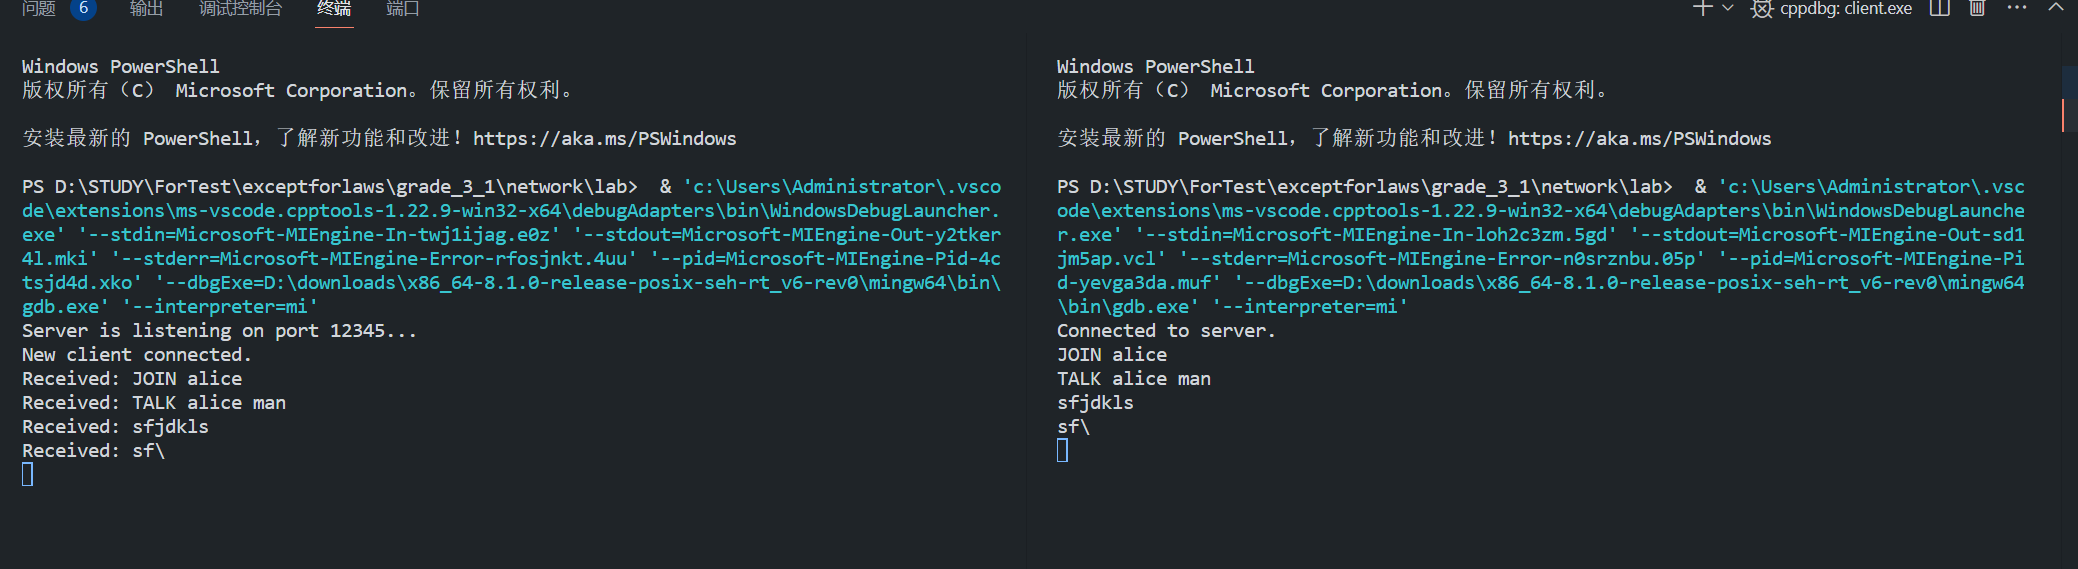 问题 6 输出 调试控制台 终端 端口 cppdbg: client.exe
Windows PowerShell
版权所有（C） Microsoft Corporation。保留所有权利。
安装最新的 PowerShell，了解新功能和改进！https://aka.ms/PSWindows
PS D:\STUDY\ForTest\exceptforlaws\grade_3_1\network\lab>  & 'c:\Users\Administrator\.vsco
de\extensions\ms-vscode.cpptools-1.22.9-win32-x64\debugAdapters\bin\WindowsDebugLauncher.
exe' '--stdin=Microsoft-MIEngine-In-twj1ijag.e0z' '--stdout=Microsoft-MIEngine-Out-y2tker
4l.mki' '--stderr=Microsoft-MIEngine-Error-rfosjnkt.4uu' '--pid=Microsoft-MIEngine-Pid-4c
tsjd4d.xko' '--dbgExe=D:\downloads\x86_64-8.1.0-release-posix-seh-rt_v6-rev0\mingw64\bin\
gdb.exe' '--interpreter=mi'
Server is listening on port 12345...
New client connected.
Received: JOIN alice
Received: TALK alice man
Received: sfjdkls
Received: sf\
Windows PowerShell
版权所有（C） Microsoft Corporation。保留所有权利。
安装最新的 PowerShell，了解新功能和改进！https://aka.ms/PSWindows
PS D:\STUDY\ForTest\exceptforlaws\grade_3_1\network\lab>  & 'c:\Users\Administrator\.vsc
ode\extensions\ms-vscode.cpptools-1.22.9-win32-x64\debugAdapters\bin\WindowsDebugLaunche
r.exe' '--stdin=Microsoft-MIEngine-In-loh2c3zm.5gd' '--stdout=Microsoft-MIEngine-Out-sd1
jm5ap.vcl' '--stderr=Microsoft-MIEngine-Error-n0srznbu.05p' '--pid=Microsoft-MIEngine-Pi
d-yevga3da.muf' '--dbgExe=D:\downloads\x86_64-8.1.0-release-posix-seh-rt_v6-rev0\mingw64
\bin\gdb.exe' '--interpreter=mi'
Connected to server.
JOIN alice
TALK alice man
sfjdkls
sf\